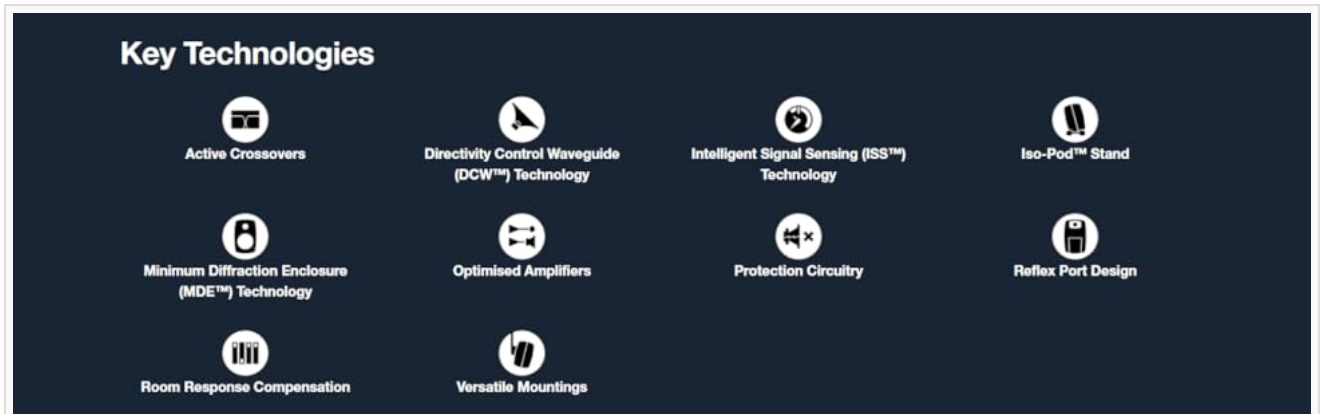 Key Technologies
Active Crossovers
Directivity Control Waveguide
(DCW™) Technology
Intelligent Signal Sensing (ISS™)
Technology
Iso-Pod™ Stand
Minimum Diffraction Enclosure
(MDE™) Technology
Optimised Amplifiers
Protection Circuitry
Reflex Port Design
Room Response Compensation
Versatile Mountings